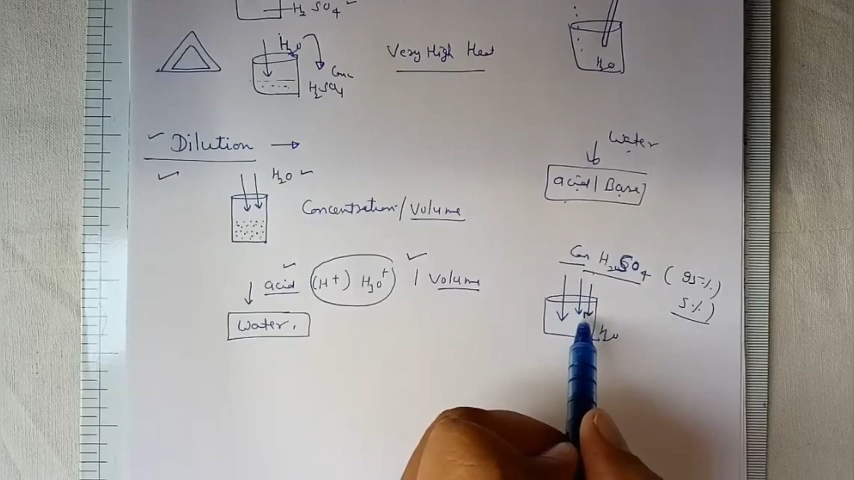 H₂SO₄
H₂O
Conc
H₂SO₄
Very High Heat
H₂O
Dilution →
H₂O
Concentration/Volume
Water
acid/Base
acid (H+) H₃O+ / Volume
Water,
Con H₂SO₄ (95%)
5%)
H₂O